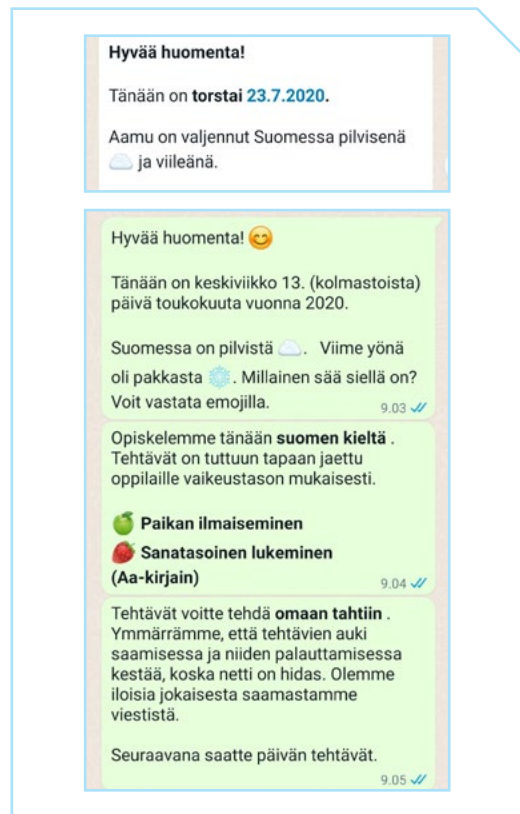 Hyvää huomenta!
Tänään on torstai 23.7.2020.
Aamu on valjennut Suomessa pilvisenä
☁️ ja viileänä.
Hyvää huomenta! 😊
Tänään on keskiviikko 13. (kolmastoista)
päivä toukokuuta vuonna 2020.
Suomessa on pilvistä ☁️. Viime yönä
oli pakkasta ❄️. Millainen sää siellä on?
Voit vastata emojilla.
9.03
Opiskelemme tänään suomen kieltä .
Tehtävät on tuttuun tapaan jaettu
oppilaille vaikeustason mukaisesti.
🍏 Paikan ilmaiseminen
🍓 Sanatasoinen lukeminen
(Aa-kirjain)
9.04
Tehtävät voitte tehdä omaan tahtiin .
Ymmärrämme, että tehtävien auki
saamisessa ja niiden palauttamisessa
kestää, koska netti on hidas. Olemme
iloisia jokaisesta saamastamme
viestistä.
Seuraavana saatte päivän tehtävät.
9.05